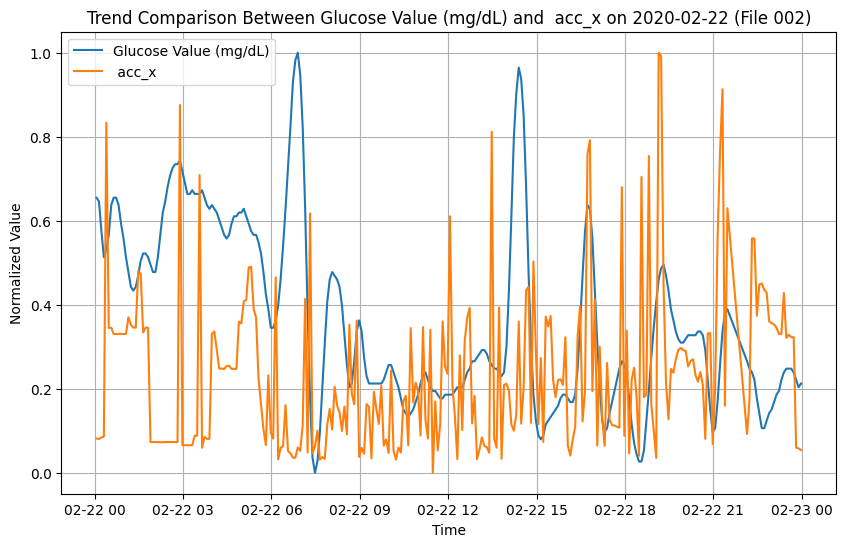 Trend Comparison Between Glucose Value (mg/dL) and  acc_x on 2020-02-22 (File 002)
Glucose Value (mg/dL)
acc_x
1.0
0.8
0.6
0.4
0.2
0.0
Normalized Value
02-22 00 02-22 03 02-22 06 02-22 09 02-22 12 02-22 15 02-22 18 02-22 21 02-23 00
Time